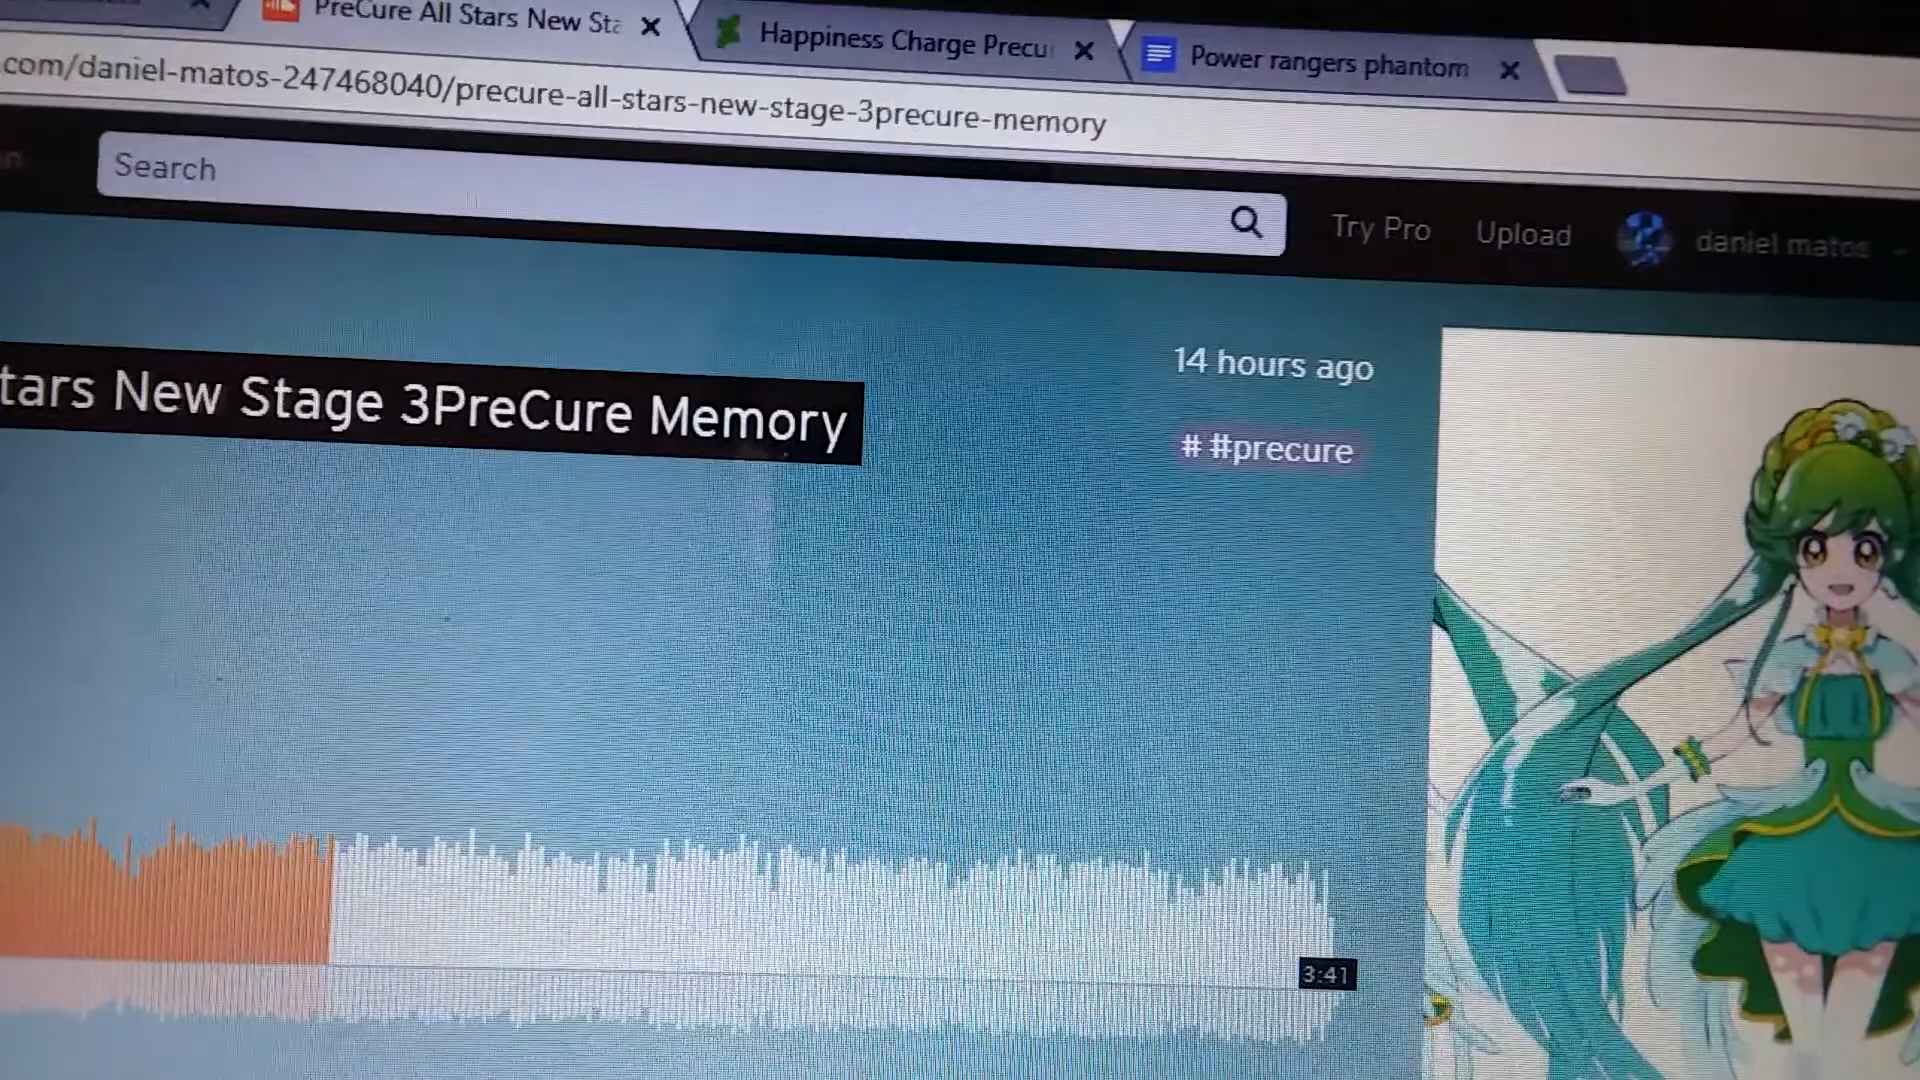 PreCure All Stars New Sta
Happiness Charge Precu
Power rangers phantom
.com/daniel-matos-247468040/precure-all-stars-new-stage-3precure-memory
Search
Try Pro
Upload
daniel matos
tars New Stage 3PreCure Memory
14 hours ago
# #precure
3:41